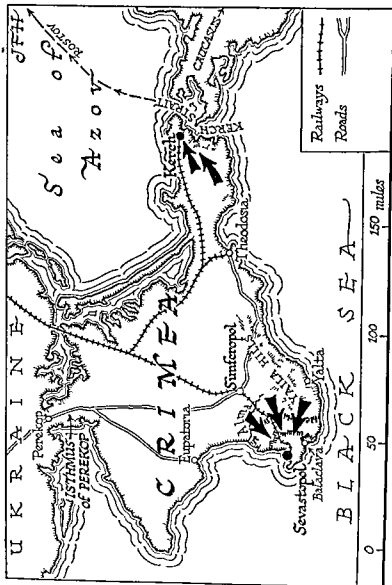 UKRAINE
JFH
ROSTOV
Sea of
Azov
Perekop
ISTHMUS
of PEREKOP
CAUCASUS
KERCH
Kerch
CRIMEA
Eupatoria
Theodosia
Simferopol
Yalta
Sevastopol
Balaclava
BLACK SEA
Railways
Roads
0 50 100 150 miles